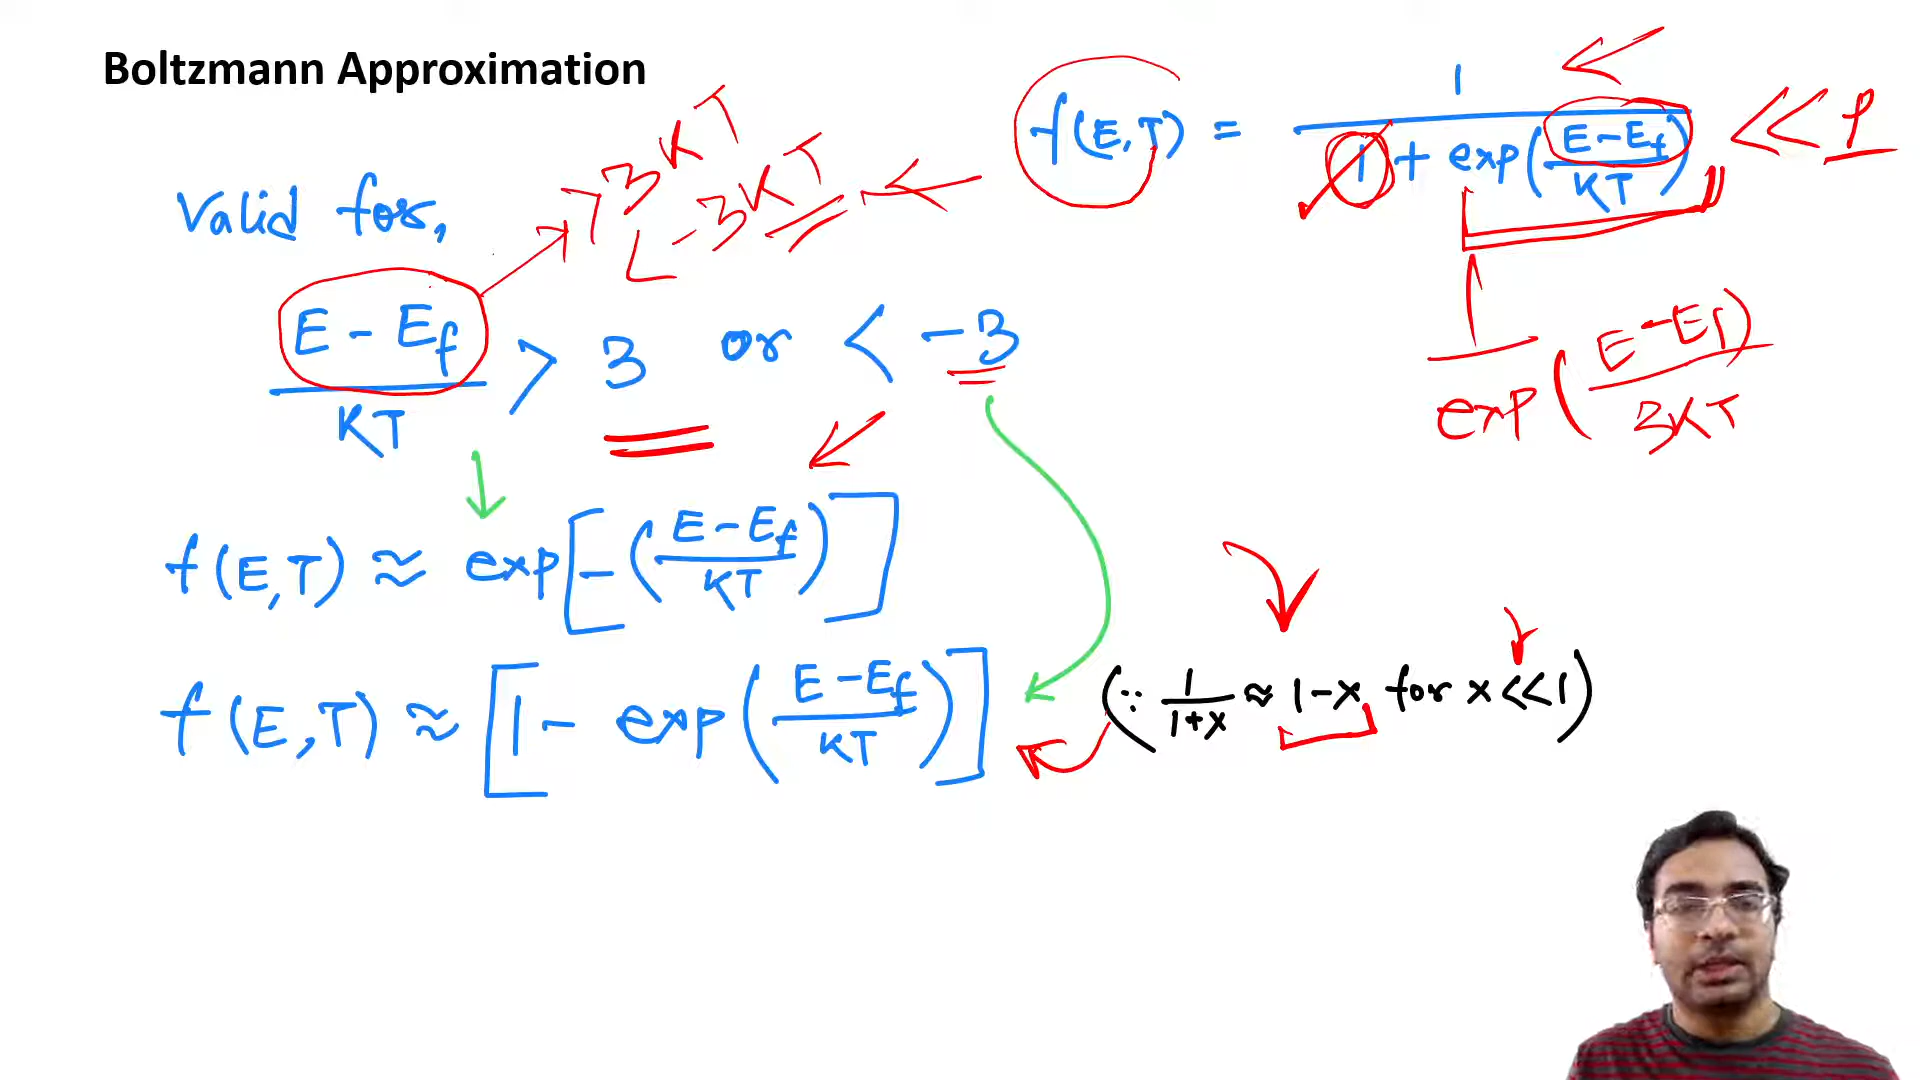 Boltzmann Approximation
f(E,T) = 1 / (1 + exp((E-Ef)/KT)) << 1
Valid for,
> 3KT
< -3KT
(E - Ef)/KT > 3 or < -3
1 / exp((E-Ef)/3KT
f(E,T) ≈ exp[-((E-Ef)/KT)]
f(E,T) ≈ [1 - exp((E-Ef)/KT)]
(∵ 1/(1+x) ≈ 1-x for x<<1)